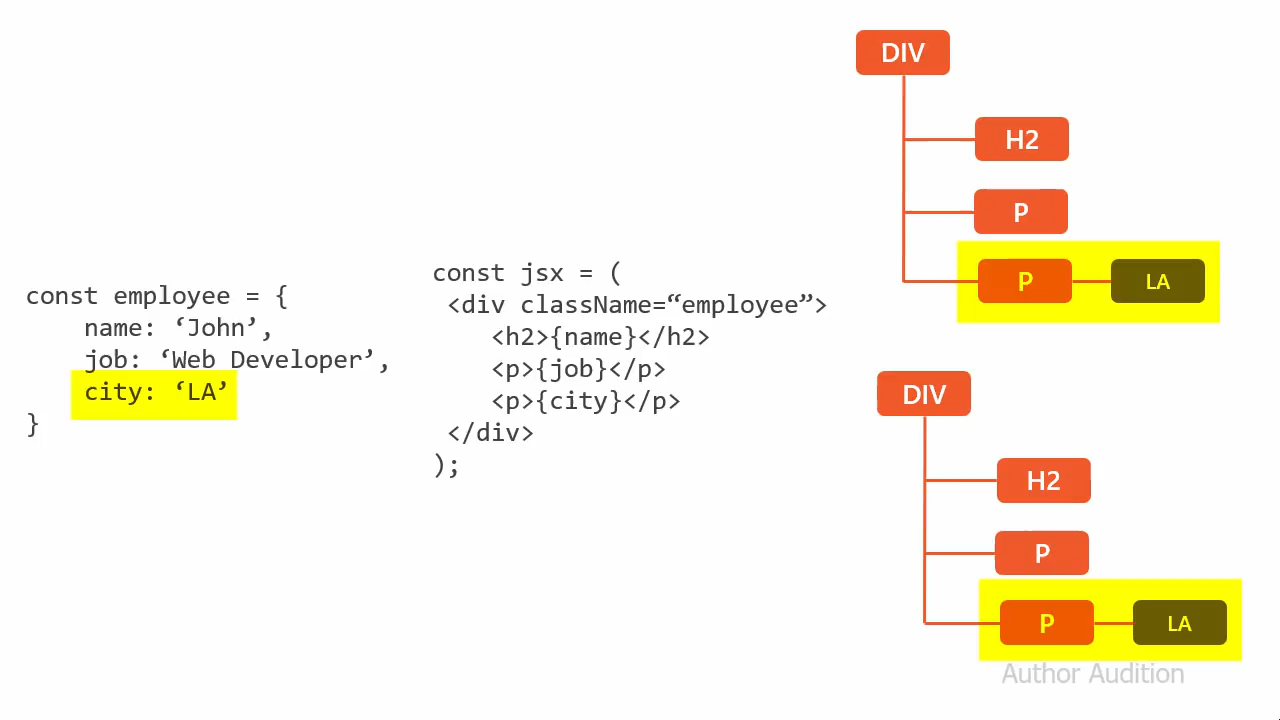 const employee = {
name: ‘John’,
job: ‘Web Developer’,
city: ‘LA’
}
const jsx = (
<div className=“employee”>
<h2>{name}</h2>
<p>{job}</p>
<p>{city}</p>
</div>
);
DIV
H2
P
P LA
DIV
H2
P
P LA
Author Audition